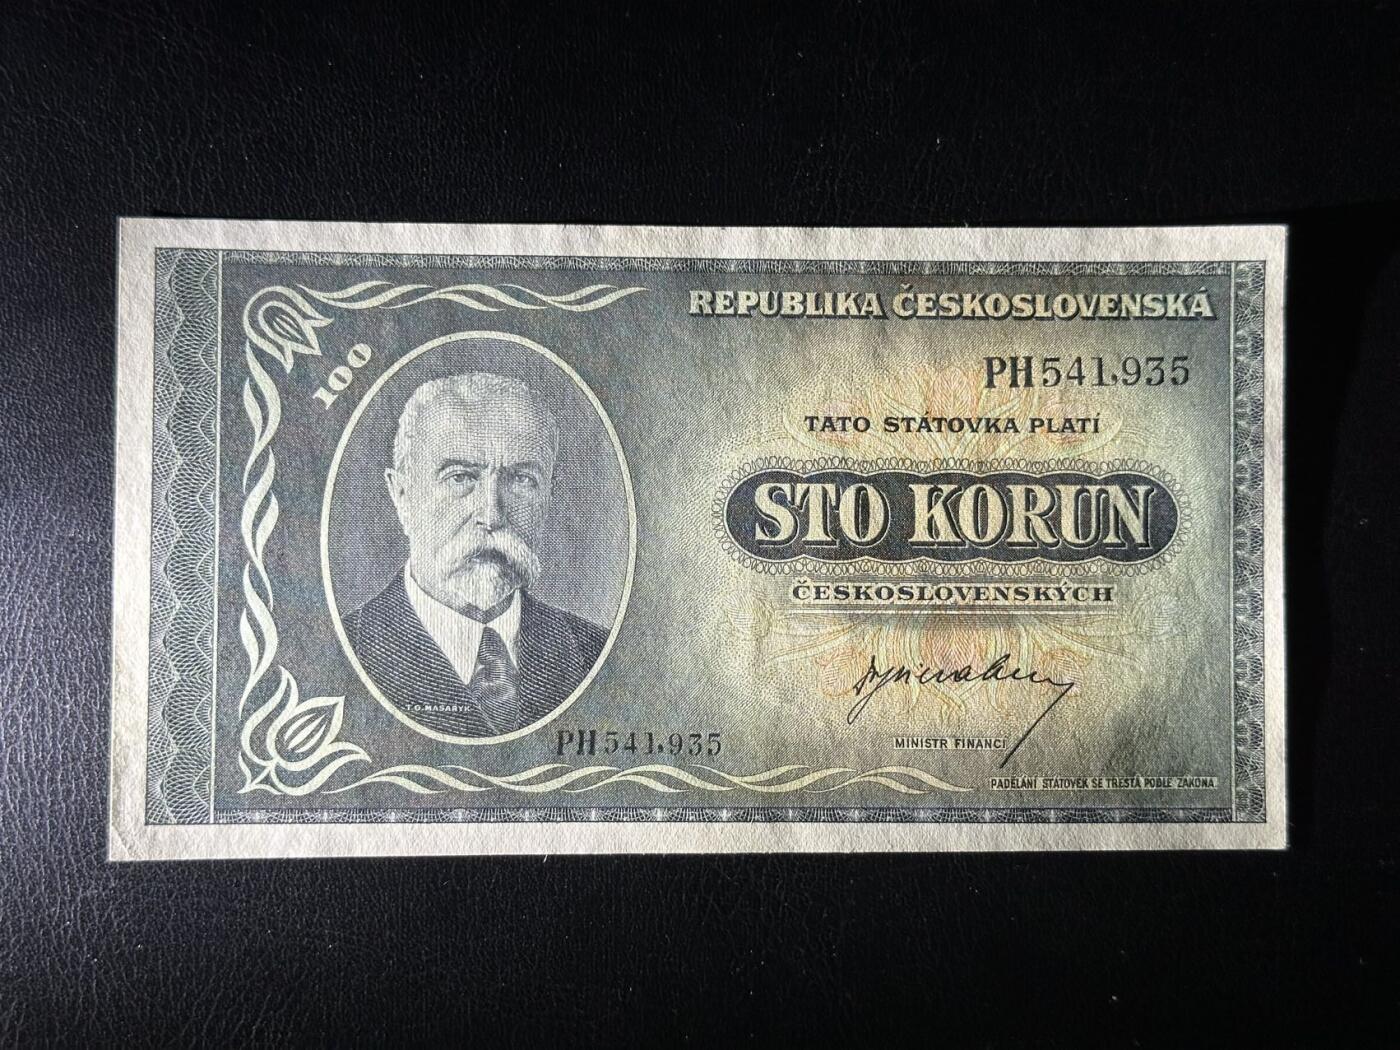 REPUBLIKA ČESKOSLOVENSKÁ
100
PH541,935
TATO STÁTOVKA PLATÍ
STO KORUN
ČESKOSLOVENSKÝCH
T.G.MASARYK
PH541,935
MINISTR FINANCÍ
PADĚLÁNÍ STÁTOVEK SE TRESTÁ PODLE ZÁKONA